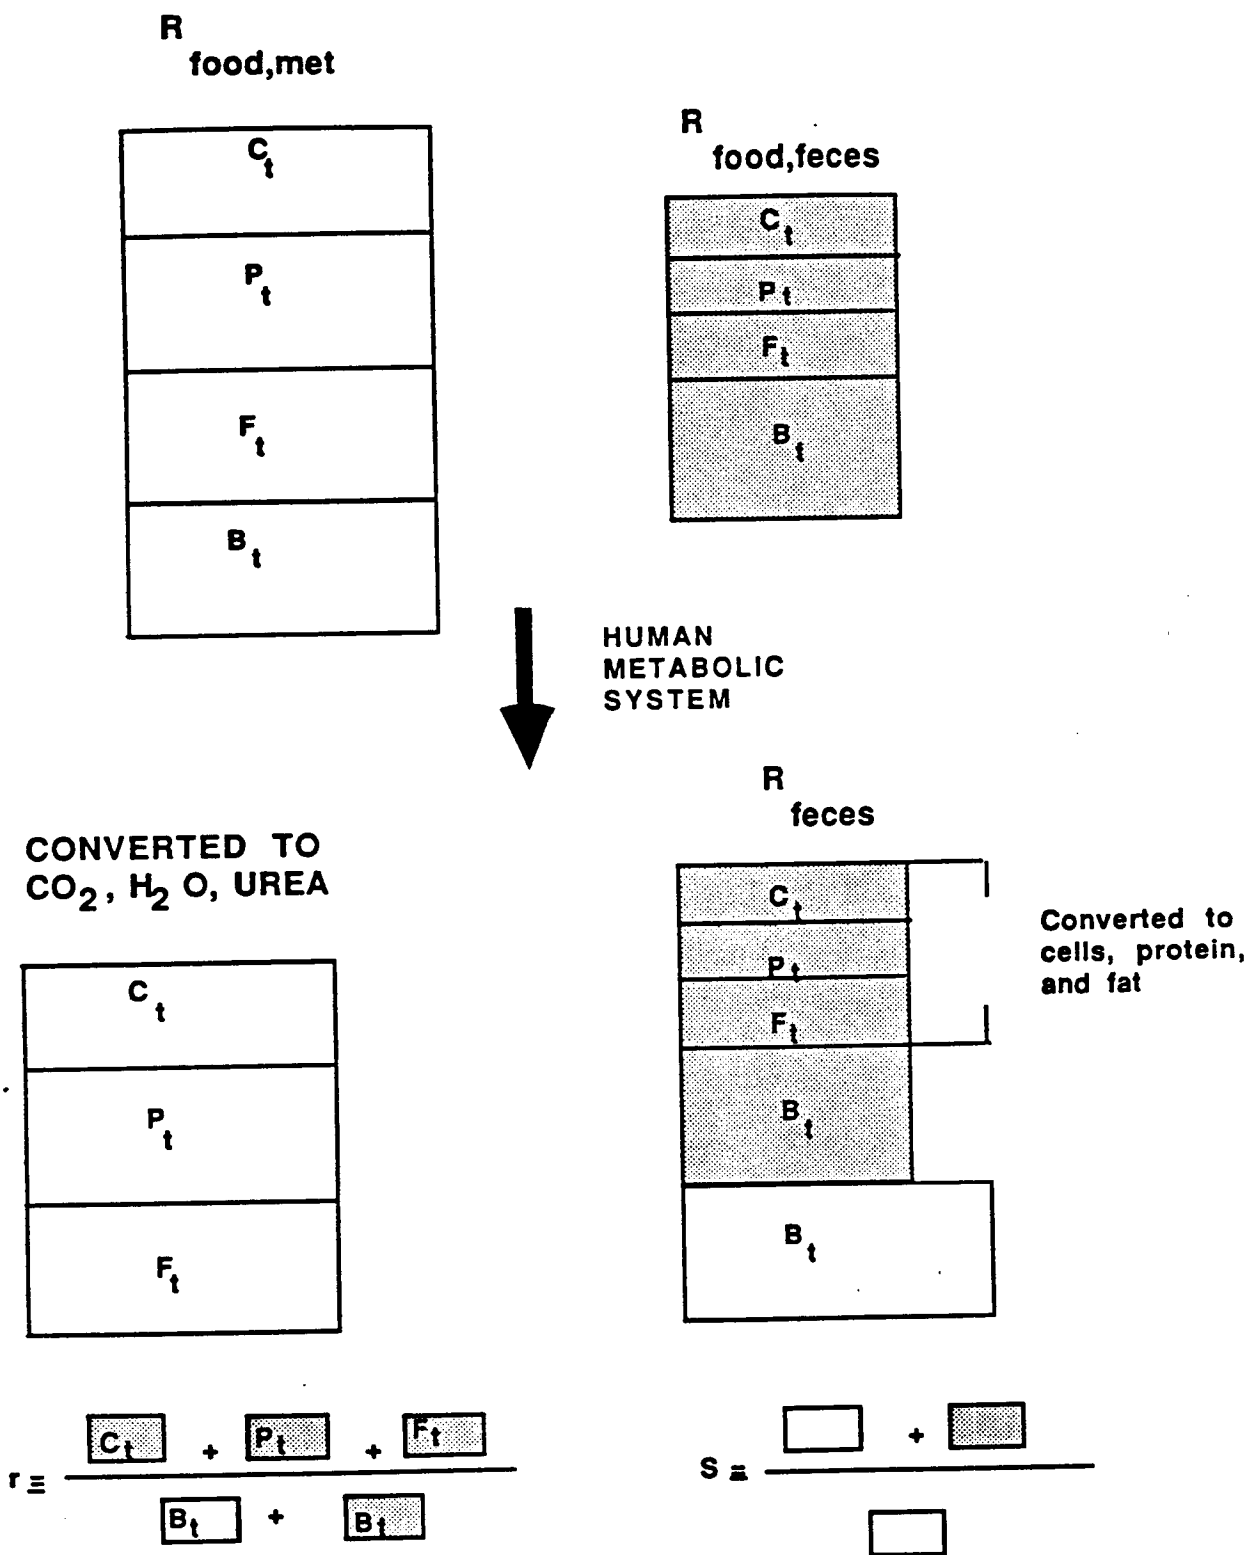 R
food,met
C t
P t
F t
B t
R
food,feces
C t
P t
F t
B t
HUMAN
METABOLIC
SYSTEM
CONVERTED TO
CO2, H2 O, UREA
C t
P t
F t
R
feces
C t
P t
F t
B t
B t
Converted to
cells, protein,
and fat
r = Ct + Pt + Ft
Bt + Bt
S = +